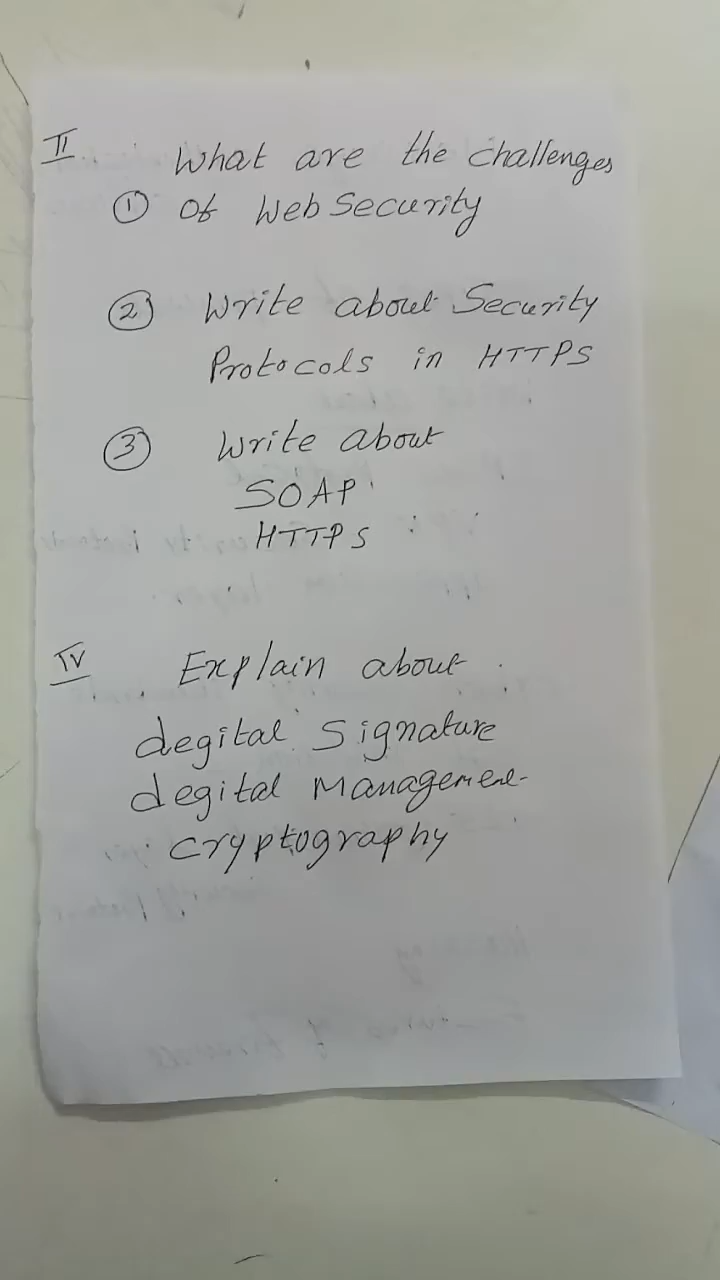 II What are the challenges
① Of Web Security
② Write about Security
Protocols in HTTPS
③ Write about
SOAP
HTTPS
IV Explain about
degital Signature
degital Management
cryptography